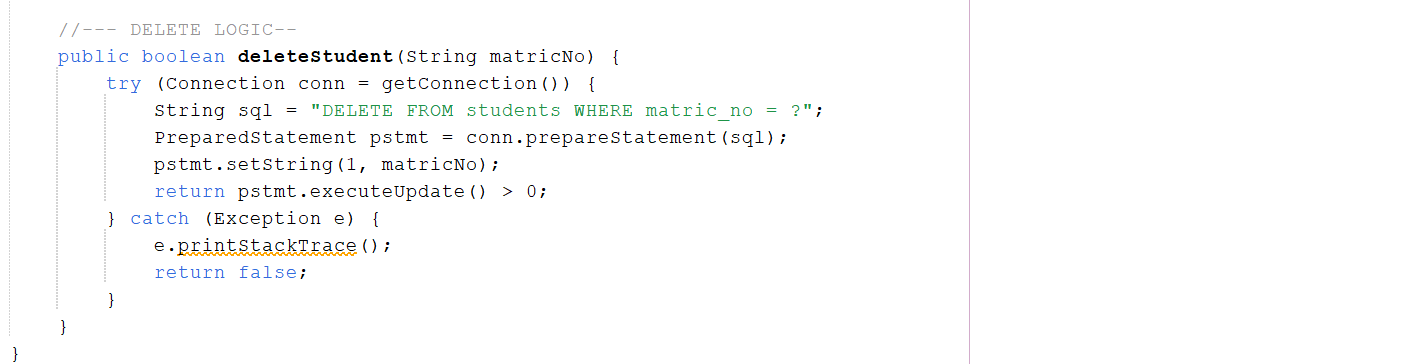 //--- DELETE LOGIC--
public boolean deleteStudent(String matricNo) {
try (Connection conn = getConnection()) {
String sql = "DELETE FROM students WHERE matric_no = ?";
PreparedStatement pstmt = conn.prepareStatement(sql);
pstmt.setString(1, matricNo);
return pstmt.executeUpdate() > 0;
} catch (Exception e) {
e.printStackTrace();
return false;
}
}
}